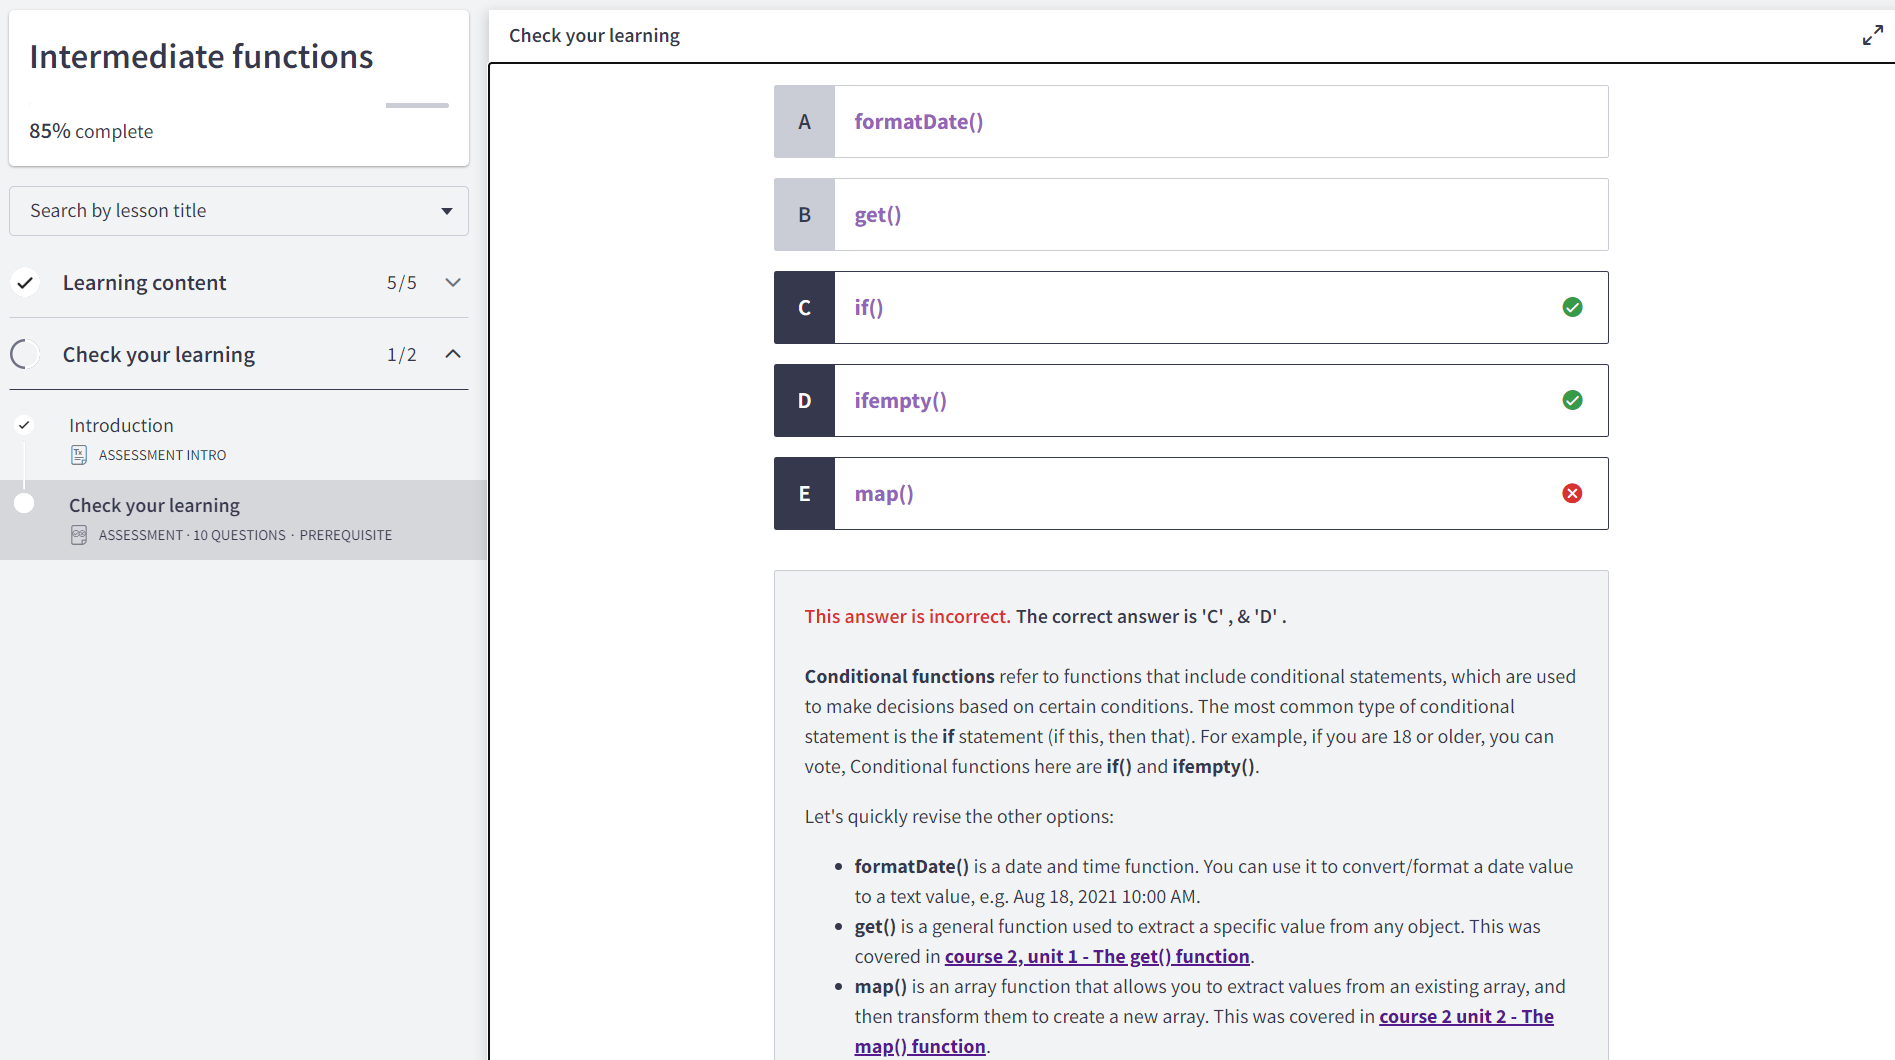 Intermediate functions
85% complete
Search by lesson title
Learning content 5/5
Check your learning 1/2
Introduction
ASSESSMENT INTRO
Check your learning
ASSESSMENT · 10 QUESTIONS · PREREQUISITE
Check your learning
A formatDate()
B get()
C if()
D ifempty()
E map()
This answer is incorrect. The correct answer is 'C' , & 'D' .
Conditional functions refer to functions that include conditional statements, which are used
to make decisions based on certain conditions. The most common type of conditional
statement is the if statement (if this, then that). For example, if you are 18 or older, you can
vote, Conditional functions here are if() and ifempty().
Let's quickly revise the other options:
• formatDate() is a date and time function. You can use it to convert/format a date value
to a text value, e.g. Aug 18, 2021 10:00 AM.
• get() is a general function used to extract a specific value from any object. This was
covered in course 2, unit 1 - The get() function.
• map() is an array function that allows you to extract values from an existing array, and
then transform them to create a new array. This was covered in course 2 unit 2 - The
map() function.